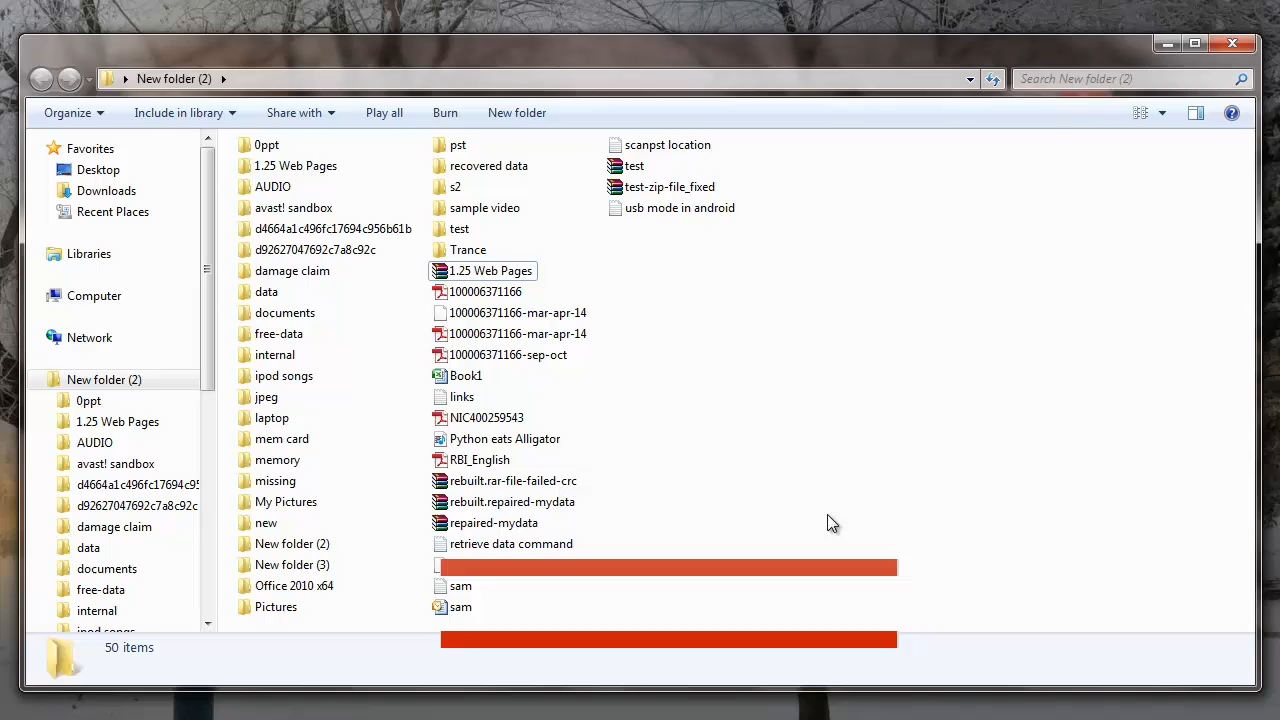 New folder (2)
Search New folder (2)
Organize
Include in library
Share with
Play all
Burn
New folder
Favorites
Desktop
Downloads
Recent Places
Libraries
Computer
Network
New folder (2)
0ppt
1.25 Web Pages
AUDIO
avast! sandbox
d4664a1c496fc17694c95
d92627047692c7a8c92c
damage claim
data
documents
free-data
internal
ipod songs
0ppt
1.25 Web Pages
AUDIO
avast! sandbox
d4664a1c496fc17694c956b61b
d92627047692c7a8c92c
damage claim
data
documents
free-data
internal
ipod songs
jpeg
laptop
mem card
memory
missing
My Pictures
new
New folder (2)
New folder (3)
Office 2010 x64
Pictures
pst
recovered data
s2
sample video
test
Trance
1.25 Web Pages
100006371166
100006371166-mar-apr-14
100006371166-mar-apr-14
100006371166-sep-oct
Book1
links
NIC400259543
Python eats Alligator
RBI_English
rebuilt.rar-file-failed-crc
rebuilt.repaired-mydata
repaired-mydata
retrieve data command
sam
sam
scanpst location
test
test-zip-file_fixed
usb mode in android
50 items